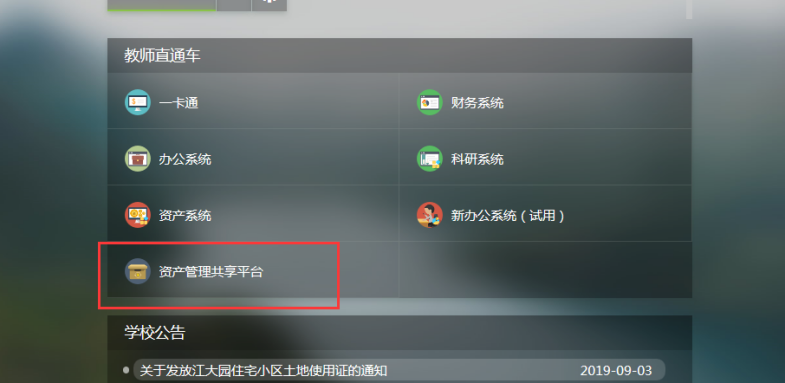 教师直通车
一卡通
财务系统
办公系统
科研系统
资产系统
新办公系统（试用）
资产管理共享平台
学校公告
关于发放江大园住宅小区土地使用证的通知 2019-09-03